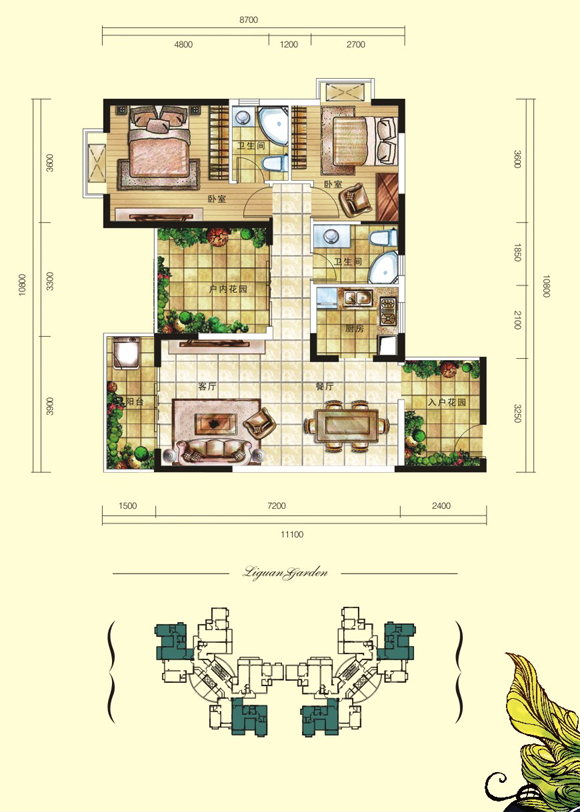 8700
4800 1200 2700
卫生间
卧室
卧室
3600
3600
户内花园
卫生间
厨房
10800
3300
1850
10800
2100
客厅
餐厅
阳台
入户花园
3900
3250
1500 7200 2400
11100
Liguan Garden